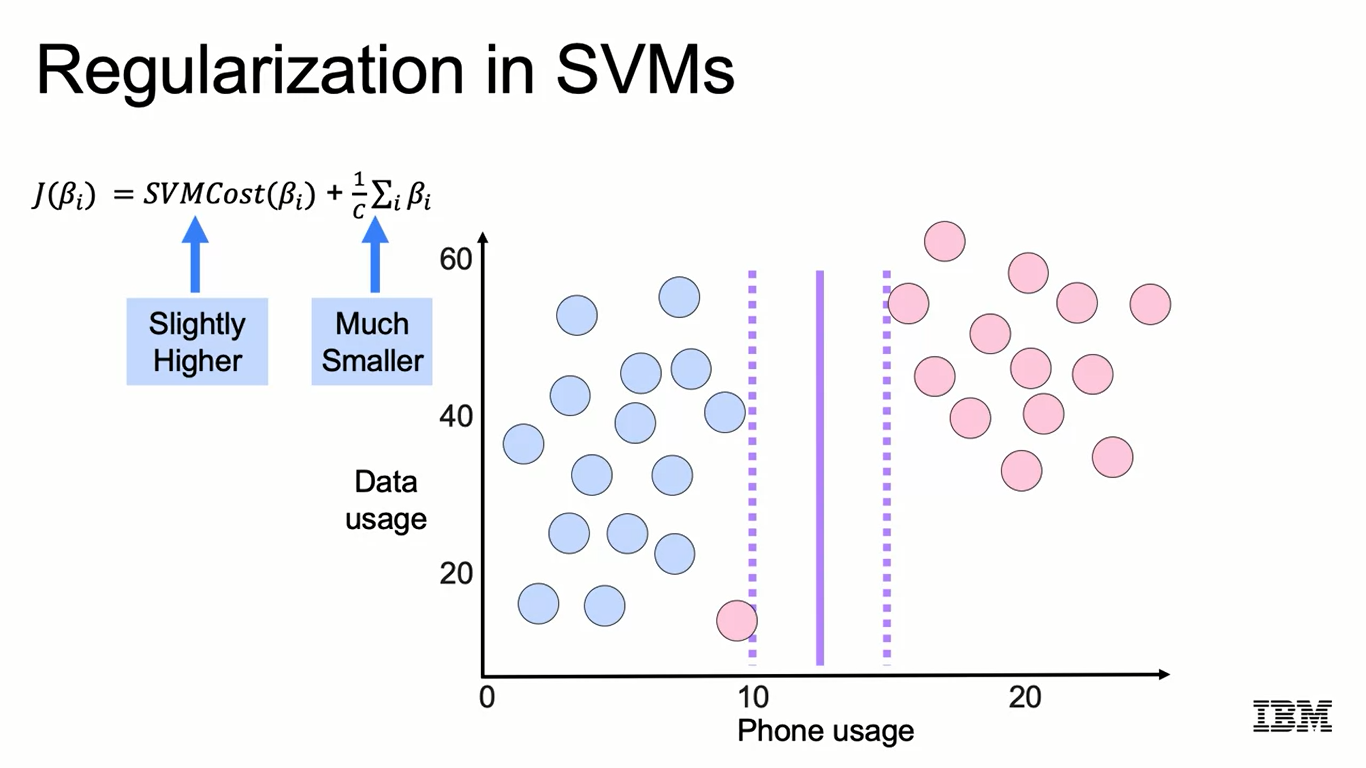 Regularization in SVMs
J(βᵢ) = SVMCost(βᵢ) + 1/C ∑ᵢ βᵢ
Slightly
Higher
Much
Smaller
60
40
20
Data
usage
0 10 20
Phone usage
IBM